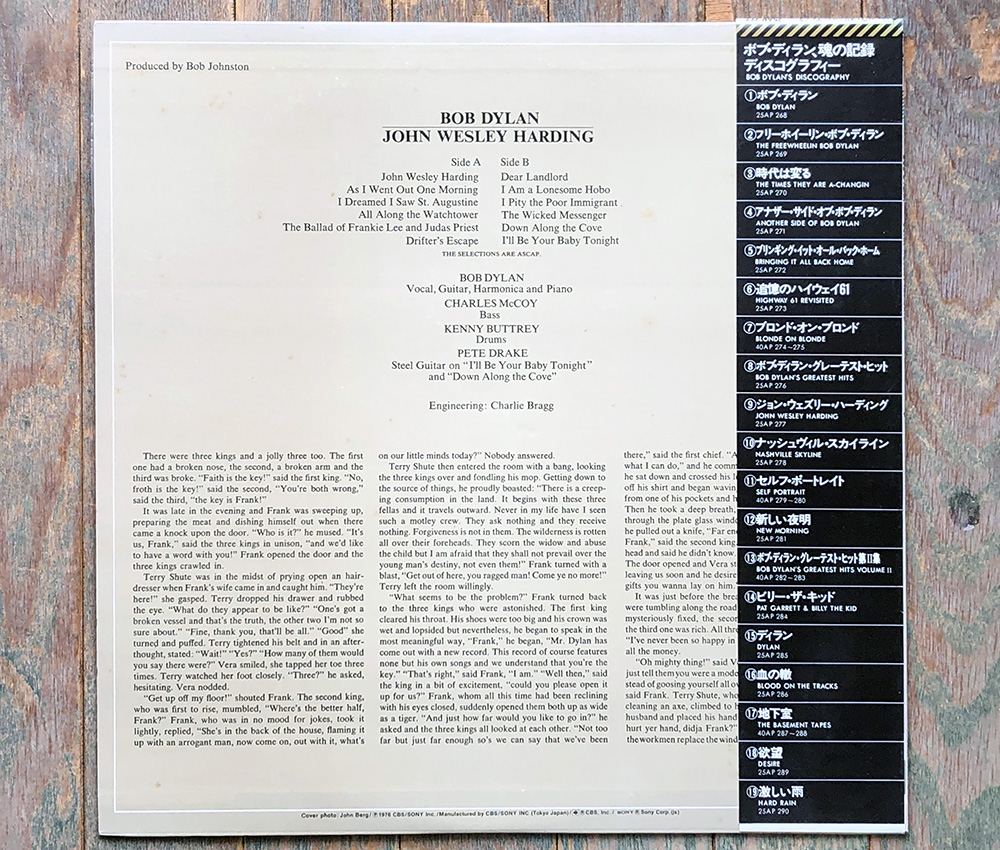 Produced by Bob Johnston
BOB DYLAN
JOHN WESLEY HARDING
Side A
John Wesley Harding
As I Went Out One Morning
I Dreamed I Saw St. Augustine
All Along the Watchtower
The Ballad of Frankie Lee and Judas Priest
Drifter's Escape
Side B
Dear Landlord
I Am a Lonesome Hobo
I Pity the Poor Immigrant
The Wicked Messenger
Down Along the Cove
I'll Be Your Baby Tonight
THE SELECTIONS ARE ASCAP.
BOB DYLAN
Vocal, Guitar, Harmonica and Piano
CHARLES McCOY
Bass
KENNY BUTTREY
Drums
PETE DRAKE
Steel Guitar on "I'll Be Your Baby Tonight"
and "Down Along the Cove"
Engineering: Charlie Bragg
There were three kings and a jolly three too. The first
one had a broken nose, the second, a broken arm and the
third was broke. "Faith is the key!" said the first king. "No,
froth is the key!" said the second, "You're both wrong,"
said the third, "the key is Frank!"
It was late in the evening and Frank was sweeping up,
preparing the meat and dishing himself out when there
came a knock upon the door. "Who is it?" he mused. "It's
us, Frank," said the three kings in unison, "and we'd like
to have a word with you!" Frank opened the door and the
three kings crawled in.
Terry Shute was in the midst of prying open an hair-
dresser when Frank's wife came in and caught him. "They're
here!" she gasped. Terry dropped his drawer and rubbed
the eye. "What do they appear to be like?" "One's got a
broken vessel and that's the truth, the other two I'm not so
sure about." "Fine, thank you, that'll be all." "Good" she
turned and puffed. Terry tightened his belt and in an after-
thought, stated: "Wait!" "Yes?" "How many of them would
you say there were?" Vera smiled, she tapped her toe three
times. Terry watched her foot closely. "Three?" he asked,
hesitating. Vera nodded.
"Get up off my floor!" shouted Frank. The second king,
who was first to rise, mumbled, "Where's the better half,
Frank?" Frank, who was in no mood for jokes, took it
lightly, replied, "She's in the back of the house, flaming it
up with an arrogant man, now come on, out with it, what's
on our little minds today?" Nobody answered.
Terry Shute then entered the room with a bang, looking
the three kings over and fondling his mop. Getting down to
the source of things, he proudly boasted: "There is a creep-
ing consumption in the land. It begins with these three
fellas and it travels outward. Never in my life have I seen
such a motley crew. They ask nothing and they receive
nothing. Forgiveness is not in them. The wilderness is rotten
all over their foreheads. They scorn the widow and abuse
the child but I am afraid that they shall not prevail over the
young man's destiny, not even them!" Frank turned with a
blast, "Get out of here, you ragged man! Come ye no more!"
Terry left the room willingly.
"What seems to be the problem?" Frank turned back
to the three kings who were astonished. The first king
cleared his throat. His shoes were too big and his crown was
wet and lopsided but nevertheless, he began to speak in the
most meaningful way, "Frank," he began, "Mr. Dylan has
come out with a new record. This record of course features
none but his own songs and we understand that you're the
key." "That's right," said Frank, "I am." "Well then," said
the king in a bit of excitement, "could you please open it
up for us?" Frank, whom all this time had been reclining
with his eyes closed, suddenly opened them both up as wide
as a tiger. "And just how far would you like to go in?" he
asked and the three kings all looked at each other. "Not too
far but just far enough so's we can say that we've been
there," said the first chief. "A
what I can do," and he comm
he sat down and crossed his l
off his shirt and began wavin
from one of his pockets and h
Then he took a deep breath,
through the plate glass windo
he pulled out a knife, "Far en
Frank," said the second king.
head and said he didn't know.
The door opened and Vera st
leaving us soon and he desire
gifts you wanna lay on him.
It was just before the brea
were tumbling along the road
mysteriously fixed, the secon
the third one was rich. All thre
"I've never been so happy in
all the money.
"Oh mighty thing!" said V
just tell them you were a mode
stead of goosing yourself all ov
said Frank. Terry Shute, who
cleaning an axe, climbed to h
husband and placed his hand
hurt yer hand, didja Frank?"
the workmen replace the wind
Cover photo: John Berg/Ⓟ1976 CBS/SONY Inc./Manufactured by CBS/SONY INC.(Tokyo Japan)/ ® CBS, Inc./ SONY ® Sony Corp.(js)
ボブ・ディラン、魂の記録
ディスコグラフィー
BOB DYLAN'S DISCOGRAPHY
①ボブ・ディラン
BOB DYLAN
25AP 268
②フリーホイーリン・ボブ・ディラン
THE FREEWHEELIN BOB DYLAN
25AP 269
③時代は変る
THE TIMES THEY ARE A-CHANGIN
25AP 270
④アナザー・サイド・オブ・ボブ・ディラン
ANOTHER SIDE OF BOB DYLAN
25AP 271
⑤ブリンギング・イット・オール・バック・ホーム
BRINGING IT ALL BACK HOME
25AP 272
⑥追憶のハイウェイ61
HIGHWAY 61 REVISITED
25AP 273
⑦ブロンド・オン・ブロンド
BLONDE ON BLONDE
40AP 274~275
⑧ボブ・ディラン・グレーテスト・ヒット
BOB DYLAN'S GREATEST HITS
25AP 276
⑨ジョン・ウェズリー・ハーディング
JOHN WESLEY HARDING
25AP 277
⑩ナッシュヴィル・スカイライン
NASHVILLE SKYLINE
25AP 278
⑪セルフ・ポートレイト
SELF PORTRAIT
40AP 279~280
⑫新しい夜明
NEW MORNING
25AP 281
⑬ボブ・ディラン・グレーテスト・ヒット第II集
BOB DYLAN'S GREATEST HITS VOLUME II
40AP 282~283
⑭ビリー・ザ・キッド
PAT GARRETT & BILLY THE KID
25AP 284
⑮ディラン
DYLAN
25AP 285
⑯血の轍
BLOOD ON THE TRACKS
25AP 286
⑰地下室
THE BASEMENT TAPES
40AP 287~288
⑱欲望
DESIRE
25AP 289
⑲激しい雨
HARD RAIN
25AP 290